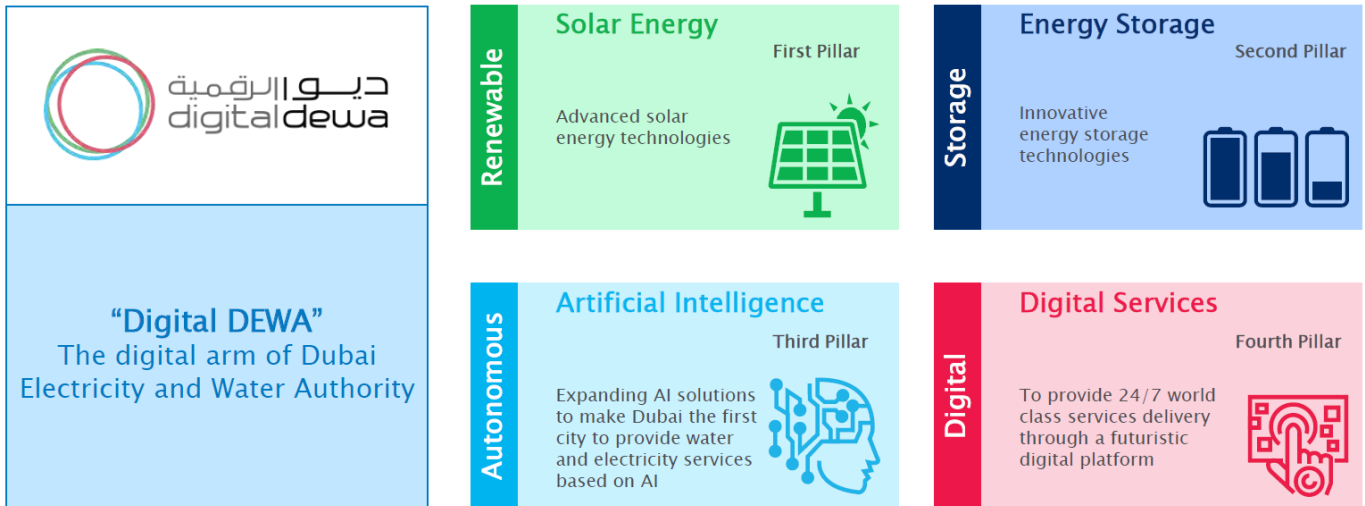 ديــوا الرقمية
digitaldewa
“Digital DEWA”
The digital arm of Dubai
Electricity and Water Authority
Renewable
Solar Energy
First Pillar
Advanced solar
energy technologies
Storage
Energy Storage
Second Pillar
Innovative
energy storage
technologies
Autonomous
Artificial Intelligence
Third Pillar
Expanding AI solutions
to make Dubai the first
city to provide water
and electricity services
based on AI
Digital
Digital Services
Fourth Pillar
To provide 24/7 world
class services delivery
through a futuristic
digital platform